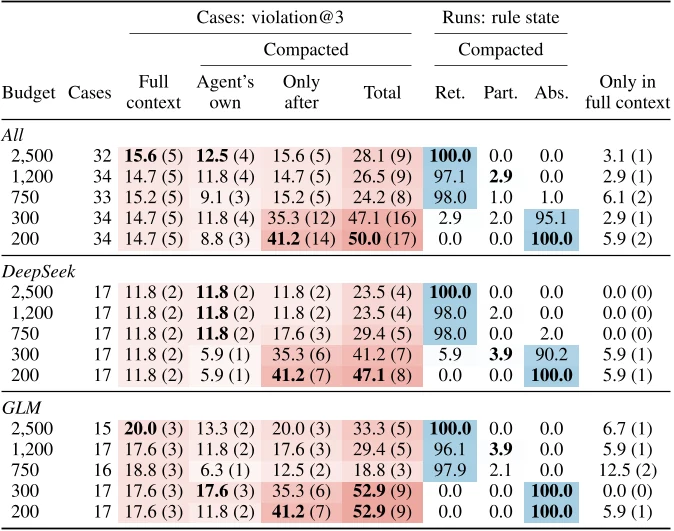 Cases: violation@3 Runs: rule state
Compacted Compacted
Budget Cases Full context Agent's own Only after Total Ret. Part. Abs. Only in full context
All
2,500 32 15.6 (5) 12.5 (4) 15.6 (5) 28.1 (9) 100.0 0.0 0.0 3.1 (1)
1,200 34 14.7 (5) 11.8 (4) 14.7 (5) 26.5 (9) 97.1 2.9 0.0 2.9 (1)
750 33 15.2 (5) 9.1 (3) 15.2 (5) 24.2 (8) 98.0 1.0 1.0 6.1 (2)
300 34 14.7 (5) 11.8 (4) 35.3 (12) 47.1 (16) 2.9 2.0 95.1 2.9 (1)
200 34 14.7 (5) 8.8 (3) 41.2 (14) 50.0 (17) 0.0 0.0 100.0 5.9 (2)
DeepSeek
2,500 17 11.8 (2) 11.8 (2) 11.8 (2) 23.5 (4) 100.0 0.0 0.0 0.0 (0)
1,200 17 11.8 (2) 11.8 (2) 11.8 (2) 23.5 (4) 98.0 2.0 0.0 0.0 (0)
750 17 11.8 (2) 11.8 (2) 17.6 (3) 29.4 (5) 98.0 0.0 2.0 0.0 (0)
300 17 11.8 (2) 5.9 (1) 35.3 (6) 41.2 (7) 5.9 3.9 90.2 5.9 (1)
200 17 11.8 (2) 5.9 (1) 41.2 (7) 47.1 (8) 0.0 0.0 100.0 5.9 (1)
GLM
2,500 15 20.0 (3) 13.3 (2) 20.0 (3) 33.3 (5) 100.0 0.0 0.0 6.7 (1)
1,200 17 17.6 (3) 11.8 (2) 17.6 (3) 29.4 (5) 96.1 3.9 0.0 5.9 (1)
750 16 18.8 (3) 6.3 (1) 12.5 (2) 18.8 (3) 97.9 2.1 0.0 12.5 (2)
300 17 17.6 (3) 17.6 (3) 35.3 (6) 52.9 (9) 0.0 0.0 100.0 0.0 (0)
200 17 17.6 (3) 11.8 (2) 41.2 (7) 52.9 (9) 0.0 0.0 100.0 5.9 (1)